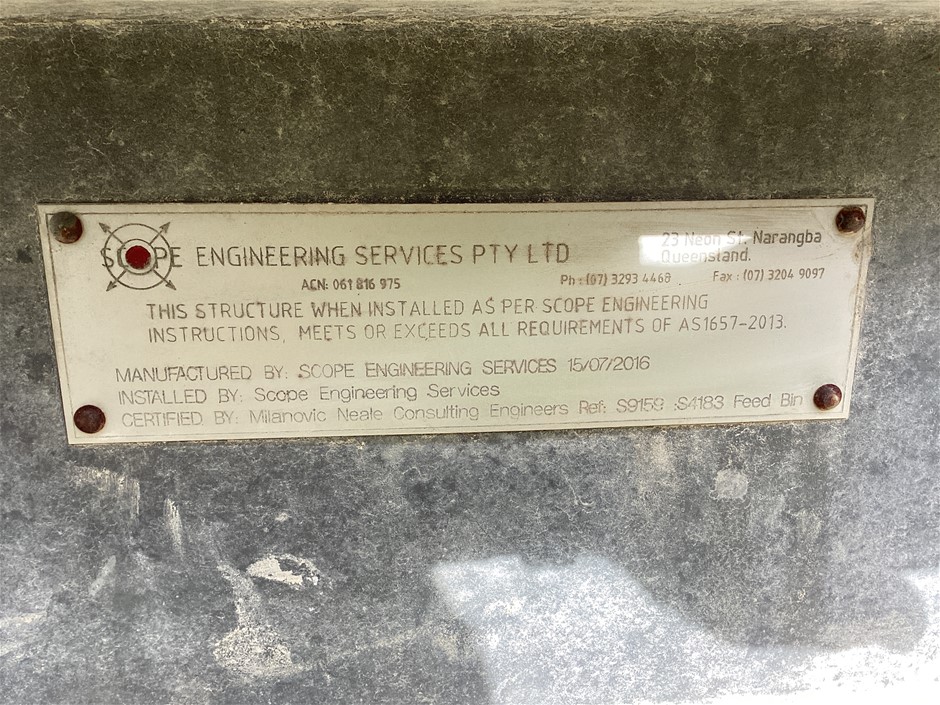 SCOPE ENGINEERING SERVICES PTY LTD
23 Neon St. Narangba
Queensland.
ACN: 061 816 975
Ph : (07) 3293 4468 Fax : (07) 3204 9097
THIS STRUCTURE WHEN INSTALLED AS PER SCOPE ENGINEERING
INSTRUCTIONS, MEETS OR EXCEEDS ALL REQUIREMENTS OF AS1657-2013.
MANUFACTURED BY: SCOPE ENGINEERING SERVICES 15/07/2016
INSTALLED BY: Scope Engineering Services
CERTIFIED BY: Milanovic Neale Consulting Engineers Ref: S9159 :S4183 Feed Bin